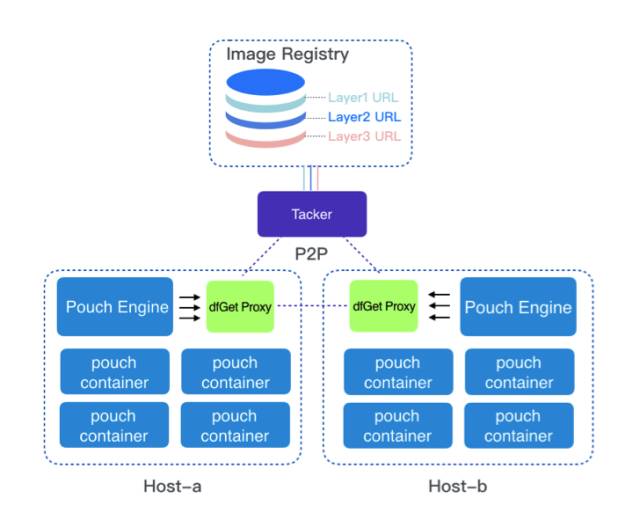 Image Registry
Layer1 URL
Layer2 URL
Layer3 URL
Tacker
P2P
Pouch Engine
dfGet Proxy
dfGet Proxy
Pouch Engine
pouch
container
pouch
container
pouch
container
pouch
container
pouch
container
pouch
container
pouch
container
pouch
container
Host-a
Host-b